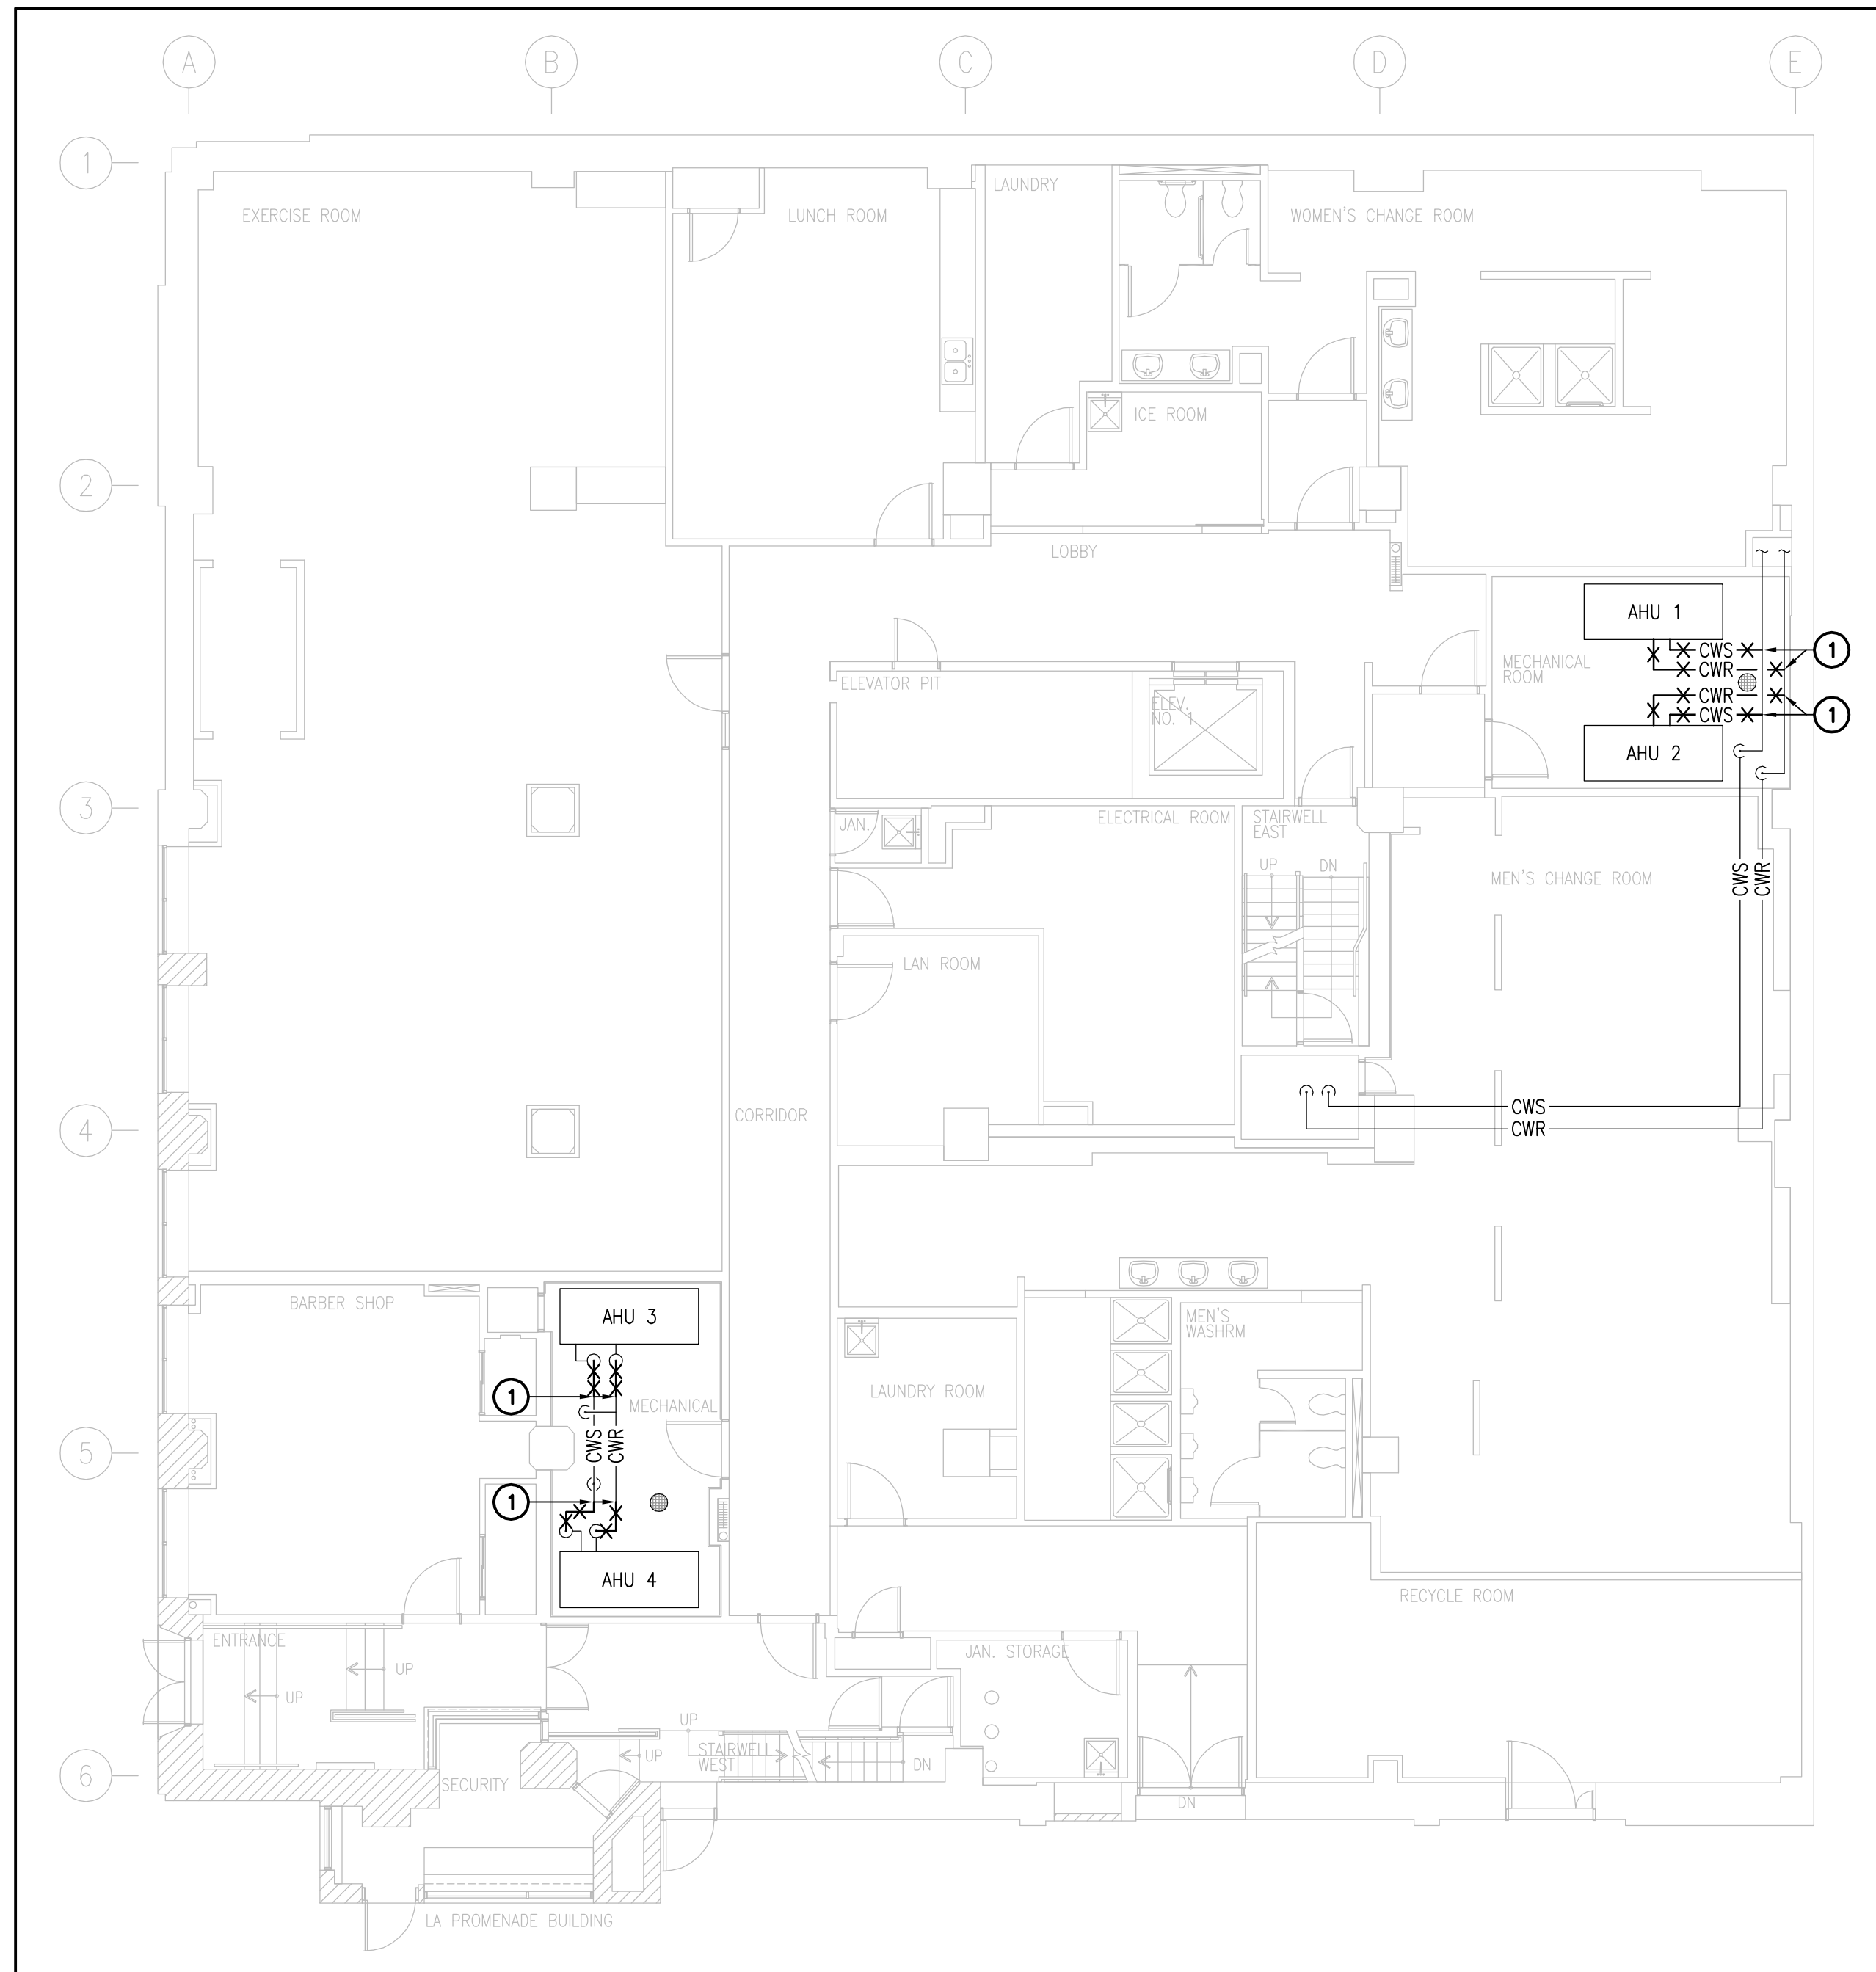 A
B
C
D
E
1
EXERCISE ROOM
LUNCH ROOM
LAUNDRY
WOMEN'S CHANGE ROOM
ICE ROOM
2
LOBBY
AHU 1
CWS
1
CWR
MECHANICAL
ROOM
CWR
CWS
1
AHU 2
ELEVATOR PIT
ELEV.
NO. 1
3
JAN.
ELECTRICAL ROOM
STAIRWELL
EAST
UP
DN
MEN'S CHANGE ROOM
CWS
CWR
LAN ROOM
4
CORRIDOR
CWS
CWR
BARBER SHOP
AHU 3
MEN'S
WASHRM
1
MECHANICAL
LAUNDRY ROOM
5
CWS
CWR
1
AHU 4
RECYCLE ROOM
ENTRANCE
UP
UP
JAN. STORAGE
UP
STAIRWELL
WEST
UP
DN
6
SECURITY
DN
LA PROMENADE BUILDING